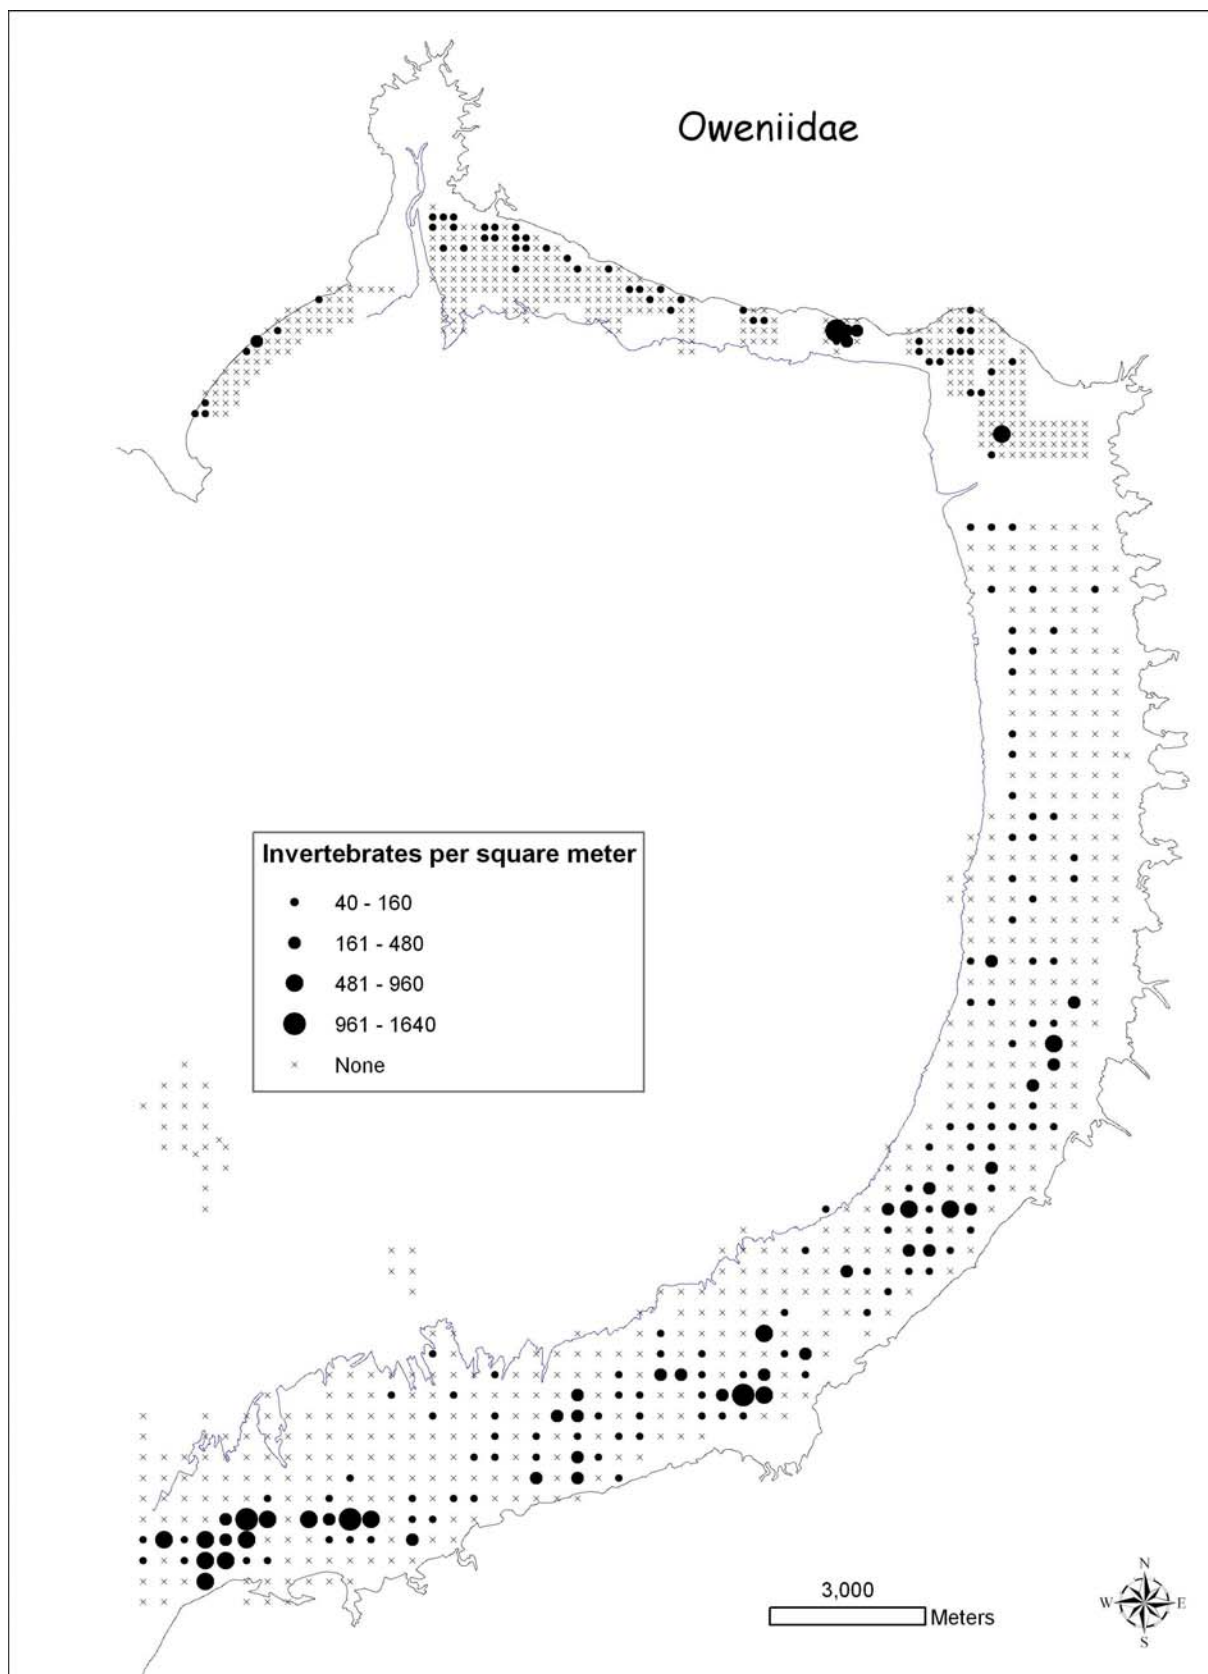 Oweniidae
Invertebrates per square meter
40 - 160
161 - 480
481 - 960
961 - 1640
None
3,000
Meters
N
W E
S